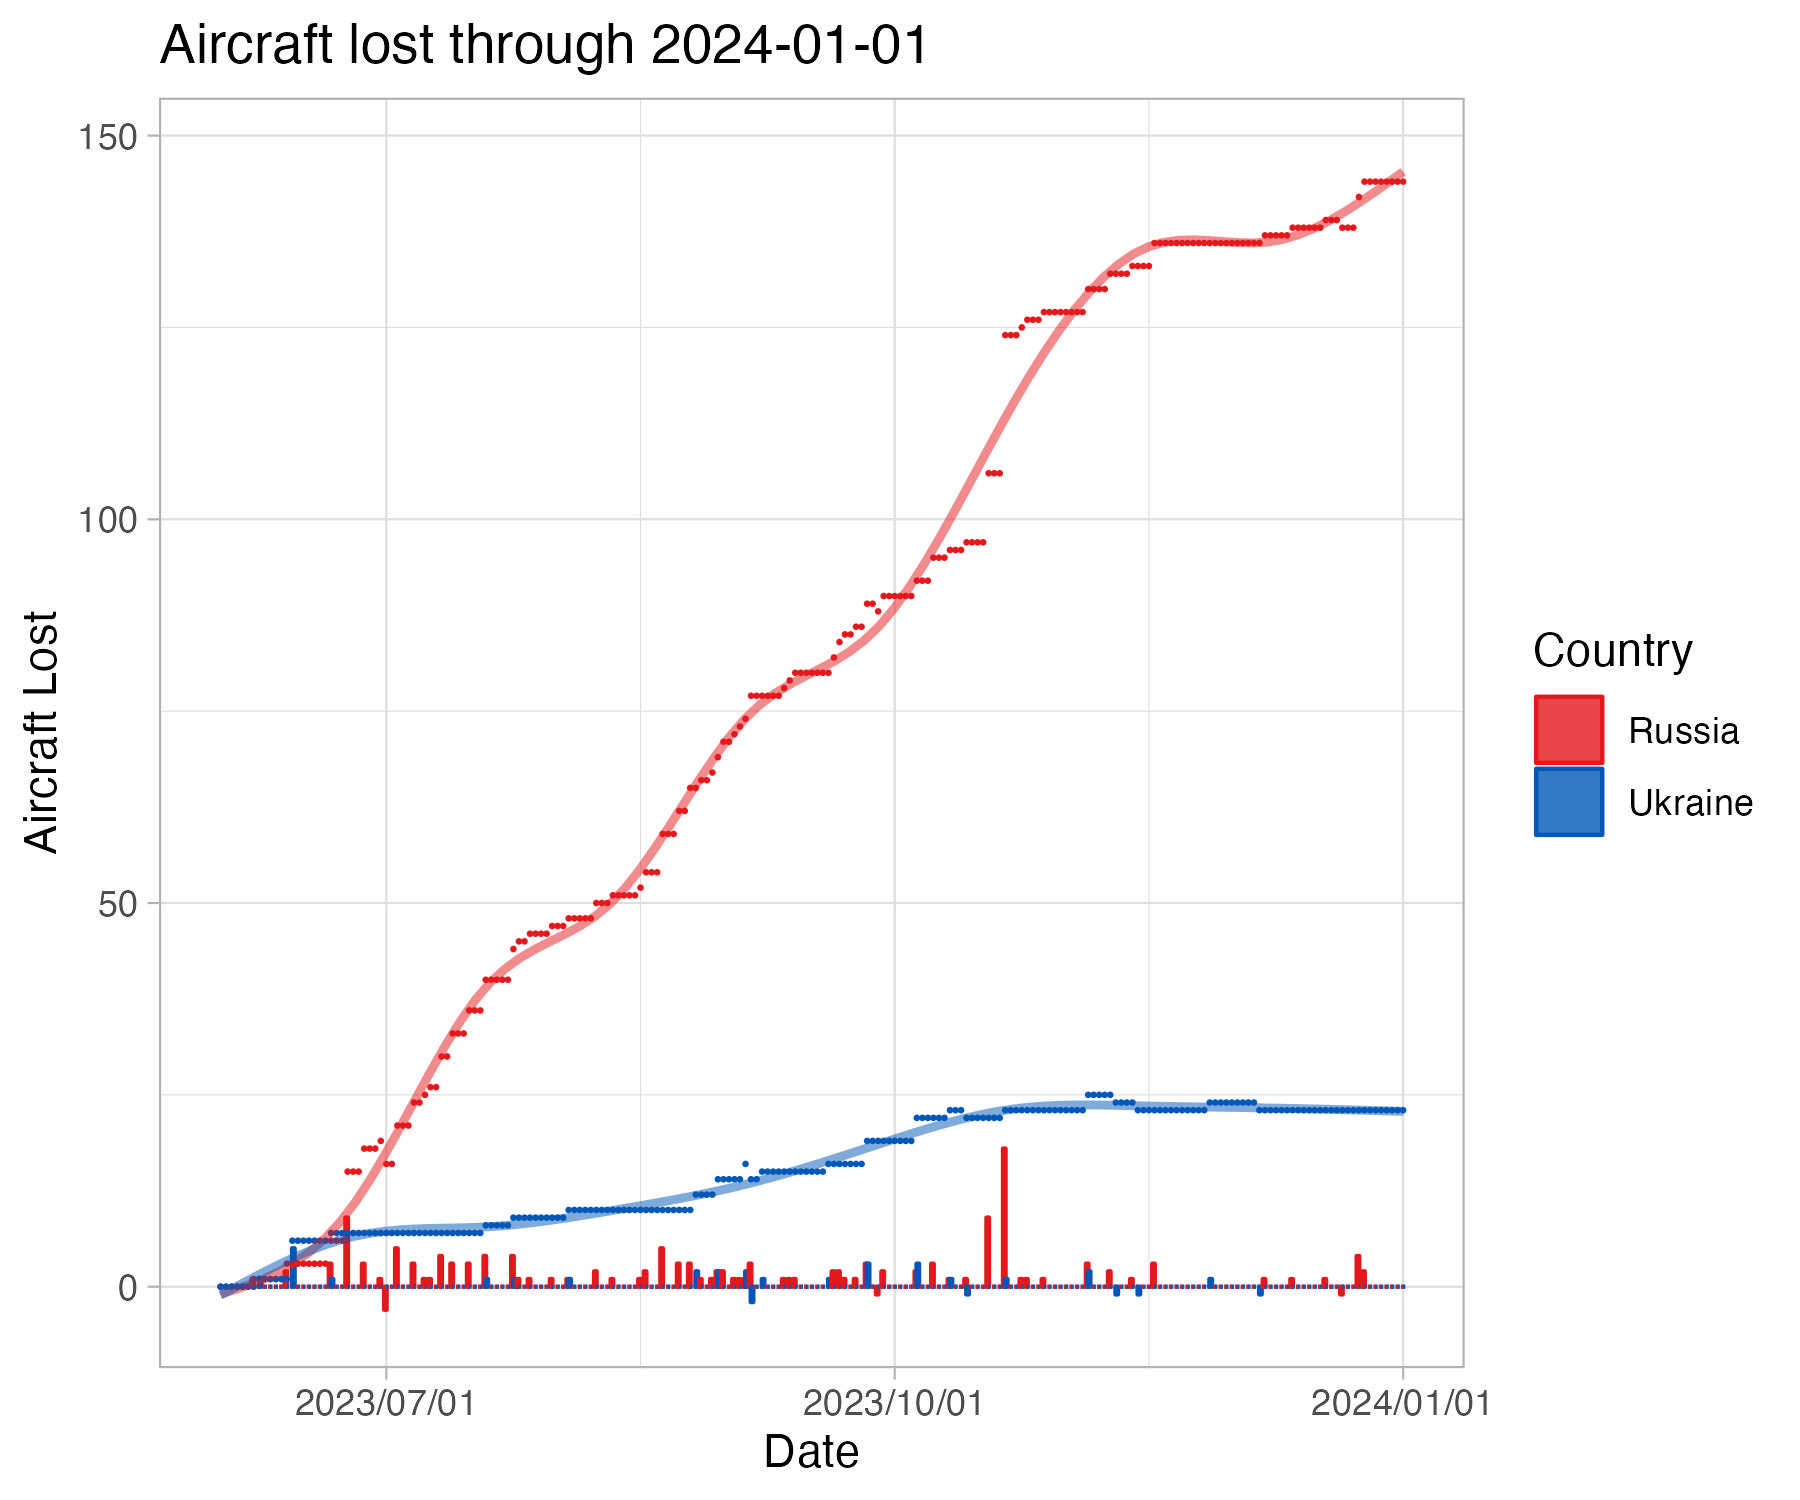 Aircraft lost through 2024-01-01
150
100
50
0
Aircraft Lost
2023/07/01
2023/10/01
2024/01/01
Date
Country
Russia
Ukraine